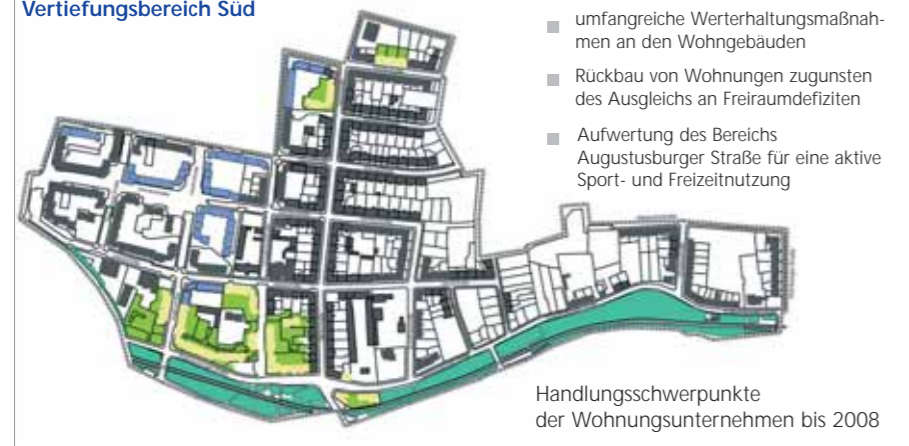 Vertiefungsbereich Süd
umfangreiche Werterhaltungsmaßnah-
men an den Wohngebäuden
Rückbau von Wohnungen zugunsten
des Ausgleichs an Freiraumdefiziten
Aufwertung des Bereichs
Augustusburger Straße für eine aktive
Sport- und Freizeitnutzung
Handlungsschwerpunkte
der Wohnungsunternehmen bis 2008